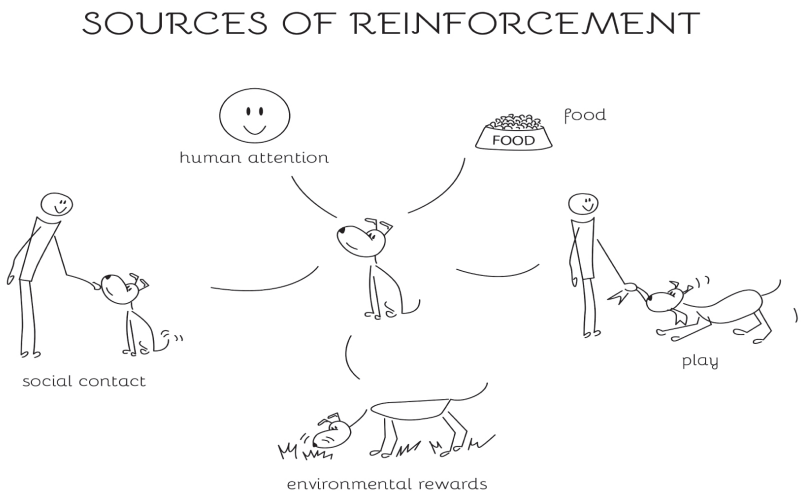 SOURCES OF REINFORCEMENT
human attention
FOOD
food
social contact
play
environmental rewards